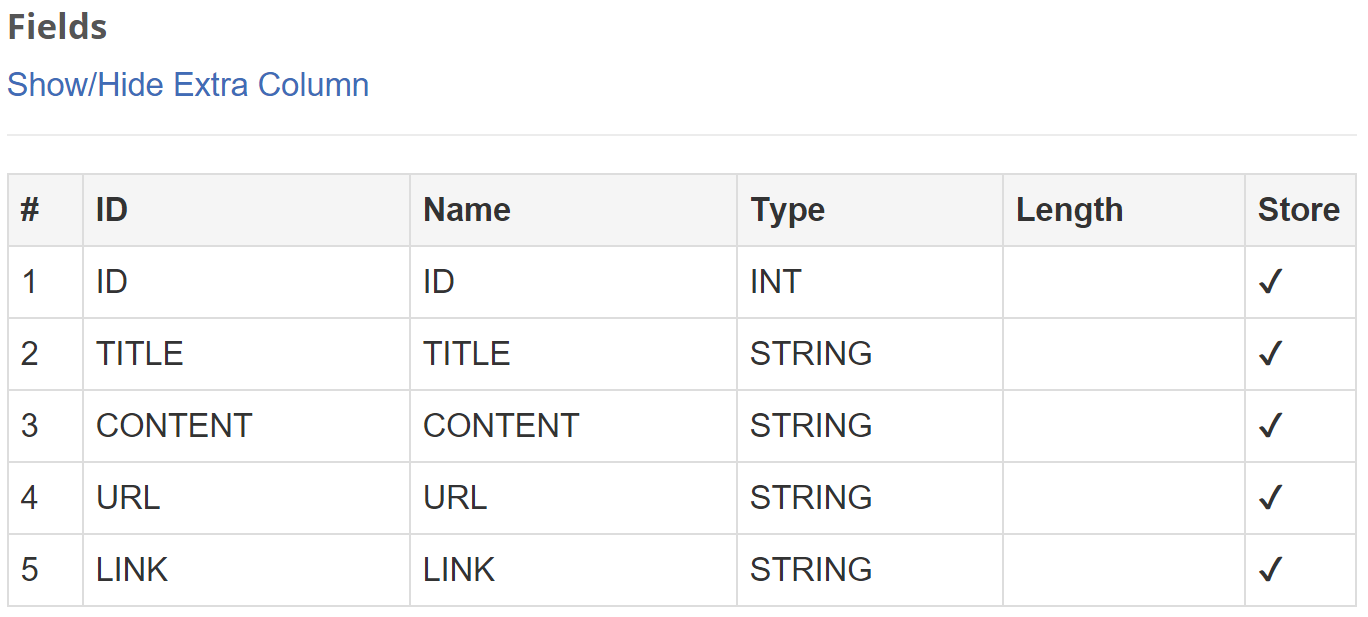 Fields
Show/Hide Extra Column
# ID Name Type Length Store
1 ID ID INT ✓
2 TITLE TITLE STRING ✓
3 CONTENT CONTENT STRING ✓
4 URL URL STRING ✓
5 LINK LINK STRING ✓